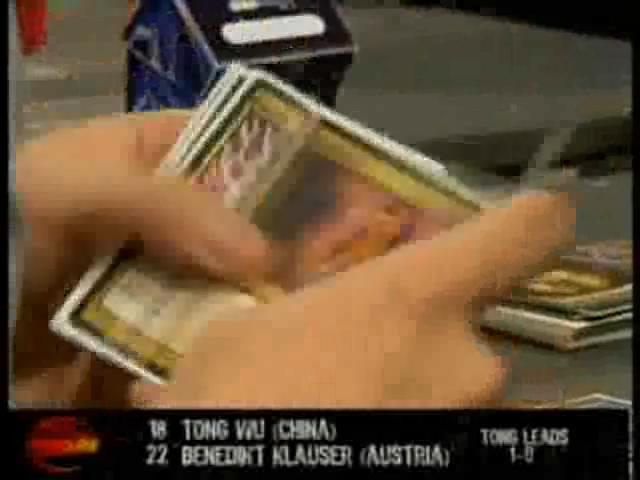 18 TONG WU (CHINA)
22 BENEDIKT KLAUSER (AUSTRIA)
TONG LEADS
1-0